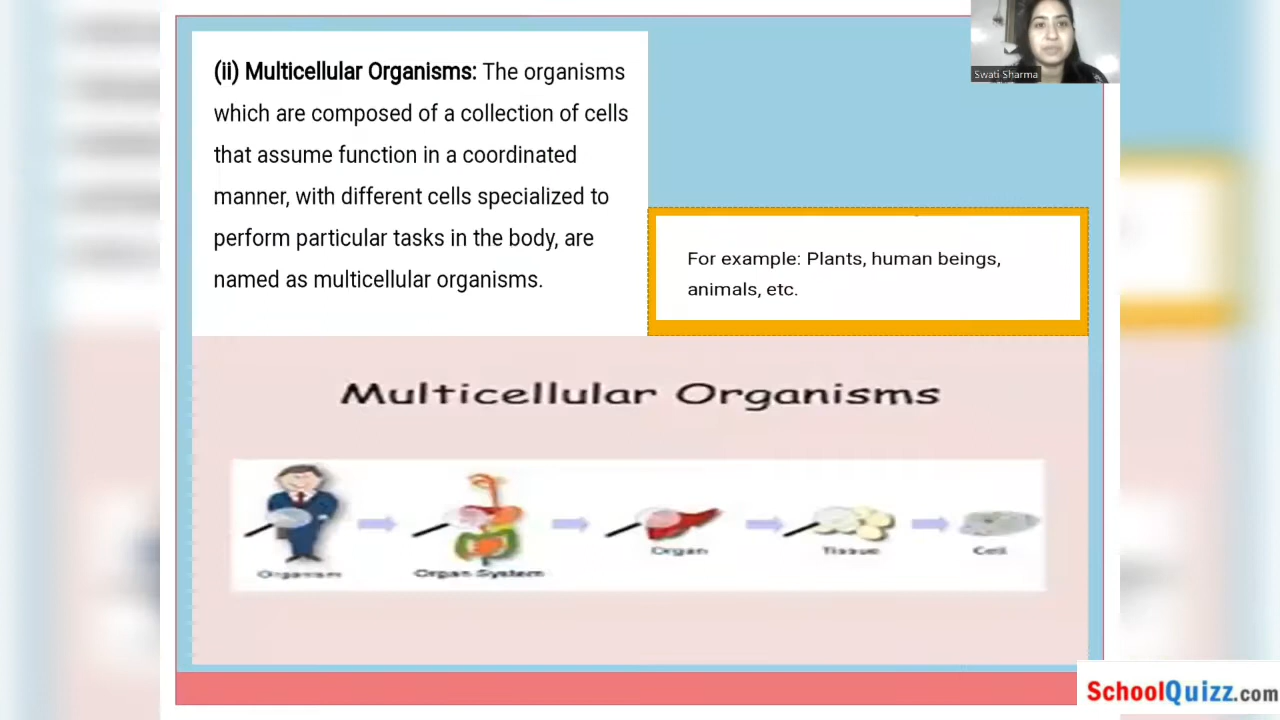 (ii) Multicellular Organisms: The organisms
which are composed of a collection of cells
that assume function in a coordinated
manner, with different cells specialized to
perform particular tasks in the body, are
named as multicellular organisms.
Swati Sharma
For example: Plants, human beings,
animals, etc.
Multicellular Organisms
Organism
Organ System
Organ
Tissue
Cell
SchoolQuizz.com